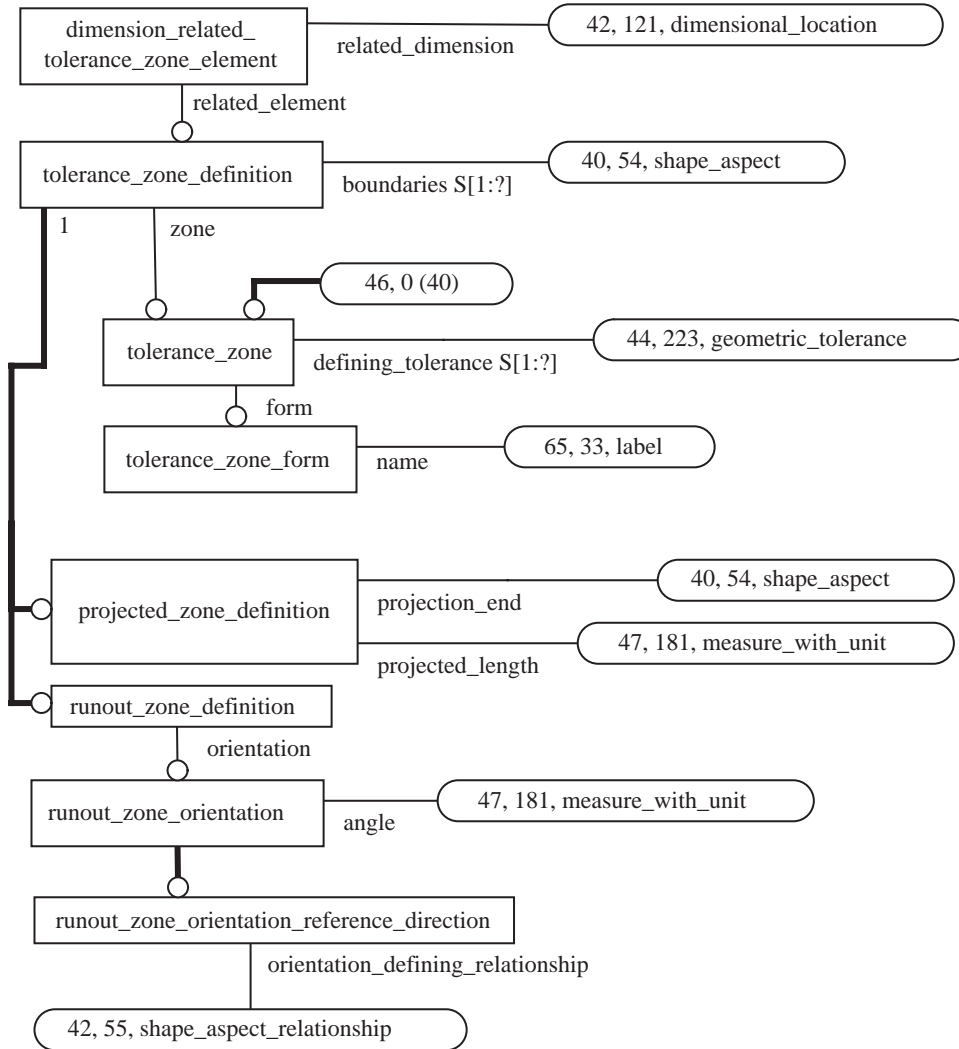 dimension_related_
tolerance_zone_element
related_dimension
42, 121, dimensional_location
related_element
tolerance_zone_definition
boundaries S[1:?]
40, 54, shape_aspect
1
zone
46, 0 (40)
tolerance_zone
defining_tolerance S[1:?]
44, 223, geometric_tolerance
form
tolerance_zone_form
name
65, 33, label
projected_zone_definition
projection_end
40, 54, shape_aspect
projected_length
47, 181, measure_with_unit
runout_zone_definition
orientation
runout_zone_orientation
angle
47, 181, measure_with_unit
runout_zone_orientation_reference_direction
orientation_defining_relationship
42, 55, shape_aspect_relationship